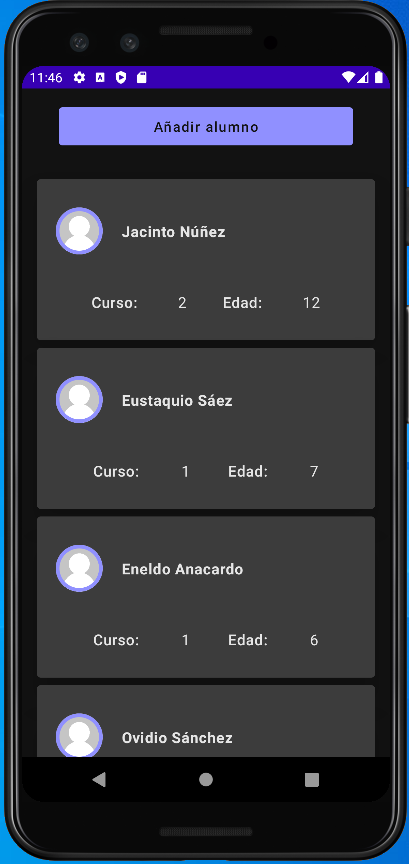 11:46
Añadir alumno
Jacinto Núñez
Curso: 2 Edad: 12
Eustaquio Sáez
Curso: 1 Edad: 7
Eneldo Anacardo
Curso: 1 Edad: 6
Ovidio Sánchez